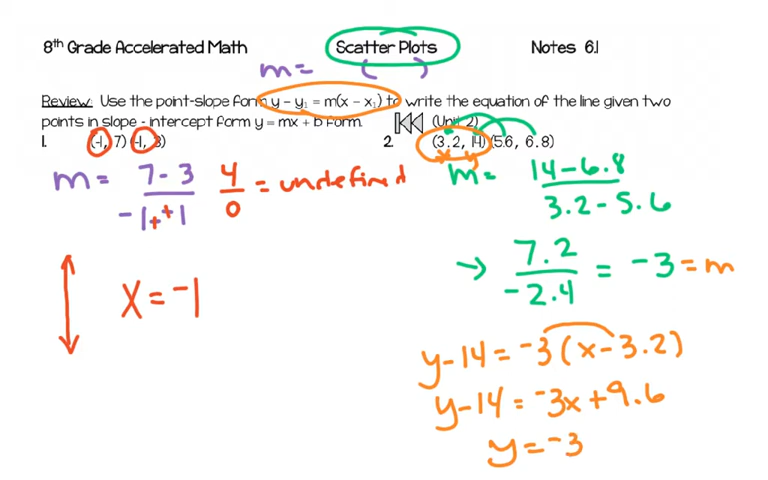 8th Grade Accelerated Math Scatter Plots Notes 6.1
m = ( )
Review: Use the point-slope form y – y₁ = m(x – x₁) to write the equation of the line given two
points in slope - intercept form y = mx + b form. (Unit 2)
1. (-1, 7) (-1, 3) 2. (3.2, 14) (5.6, 6.8)
m = 7-3 / -1++1 4/0 = undefined
m = 14-6.8 / 3.2-5.6
→ 7.2 / -2.4 = -3 = m
x = -1
y-14 = -3(x-3.2)
y-14 = -3x+9.6
y = -3